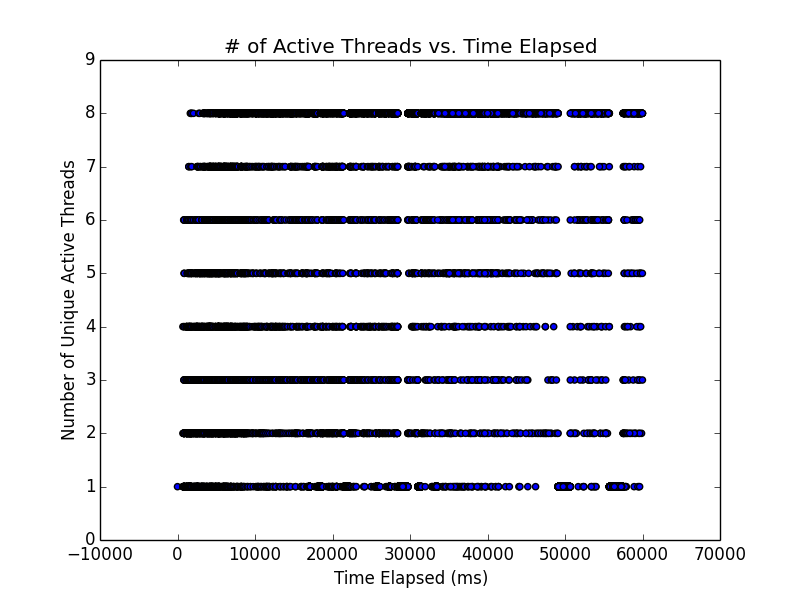 # of Active Threads vs. Time Elapsed
9
8
7
6
5
4
3
2
1
0
Number of Unique Active Threads
−10000 0 10000 20000 30000 40000 50000 60000 70000
Time Elapsed (ms)